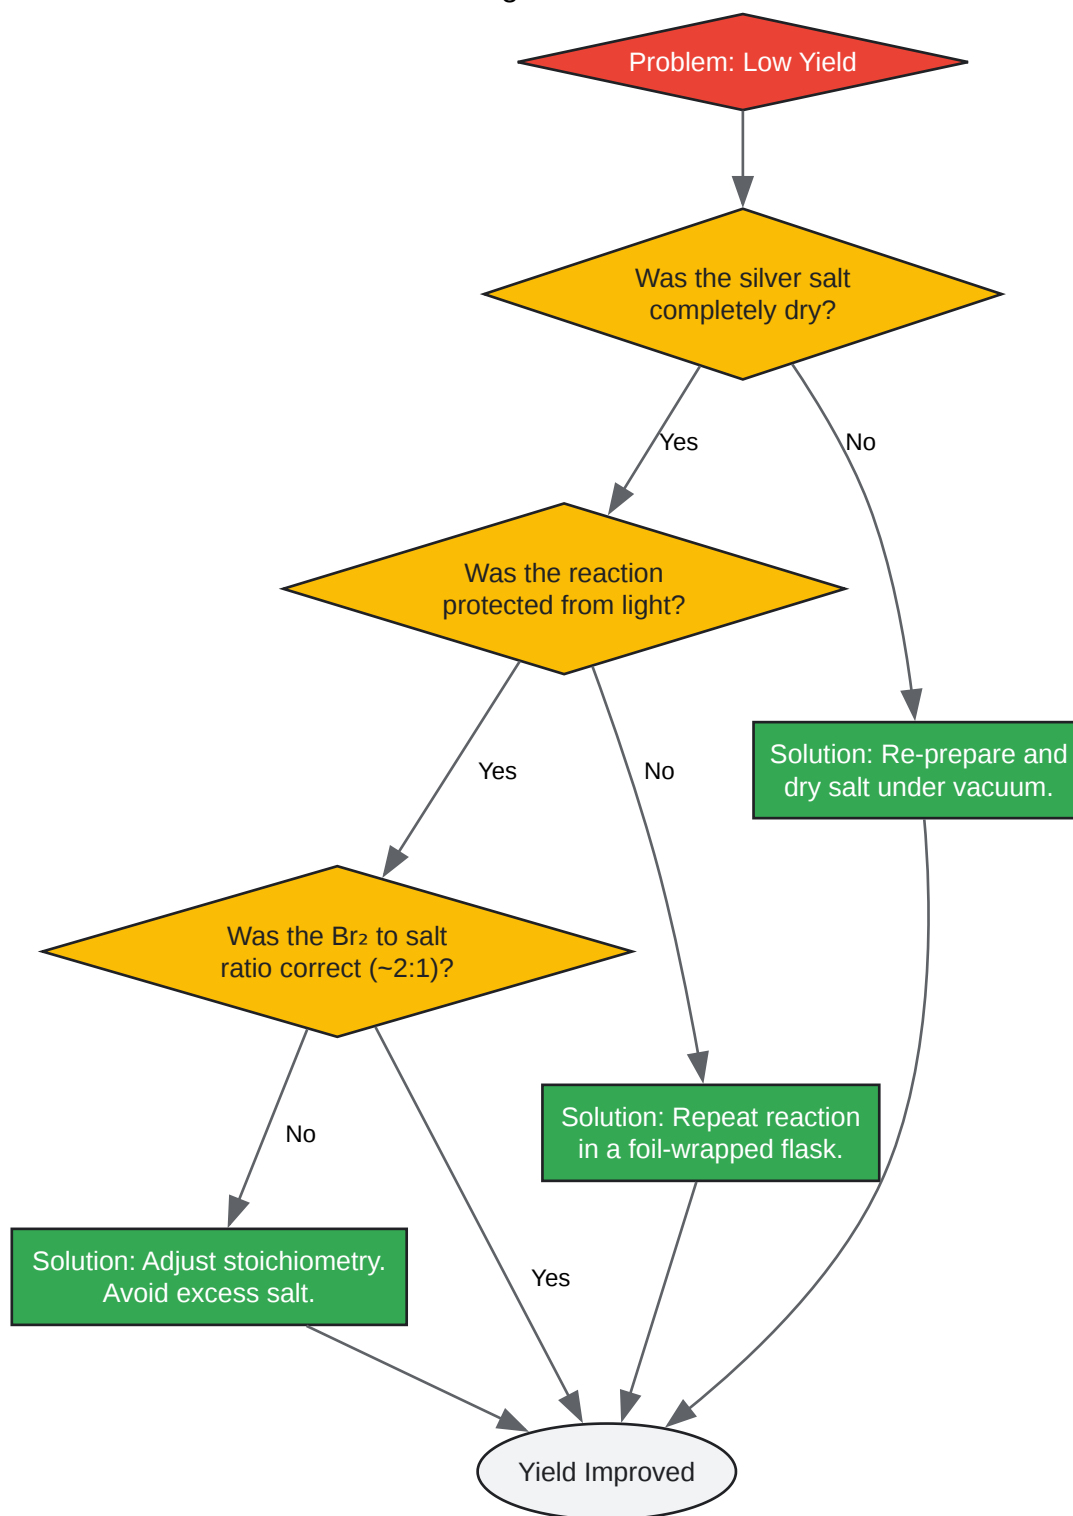 Problem: Low Yield
Was the silver salt
completely dry?
Yes
No
Was the reaction
protected from light?
Yes
No
Solution: Re-prepare and
dry salt under vacuum.
Was the Br₂ to salt
ratio correct (~2:1)?
No
Yes
Solution: Repeat reaction
in a foil-wrapped flask.
Solution: Adjust stoichiometry.
Avoid excess salt.
Yield Improved